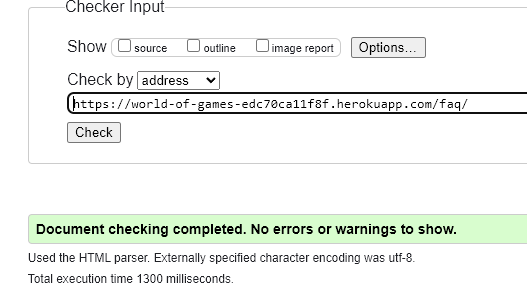 Checker Input
Show source outline image report Options...
Check by address
https://world-of-games-edc70ca11f8f.herokuapp.com/faq/
Check
Document checking completed. No errors or warnings to show.
Used the HTML parser. Externally specified character encoding was utf-8.
Total execution time 1300 milliseconds.